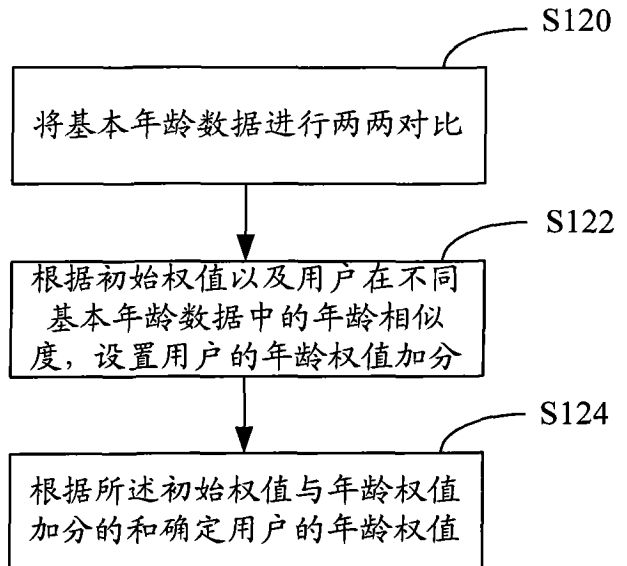 S120
将基本年龄数据进行两两对比
S122
根据初始权值以及用户在不同
基本年龄数据中的年龄相似
度，设置用户的年龄权值加分
S124
根据所述初始权值与年龄权值
加分的和确定用户的年龄权值